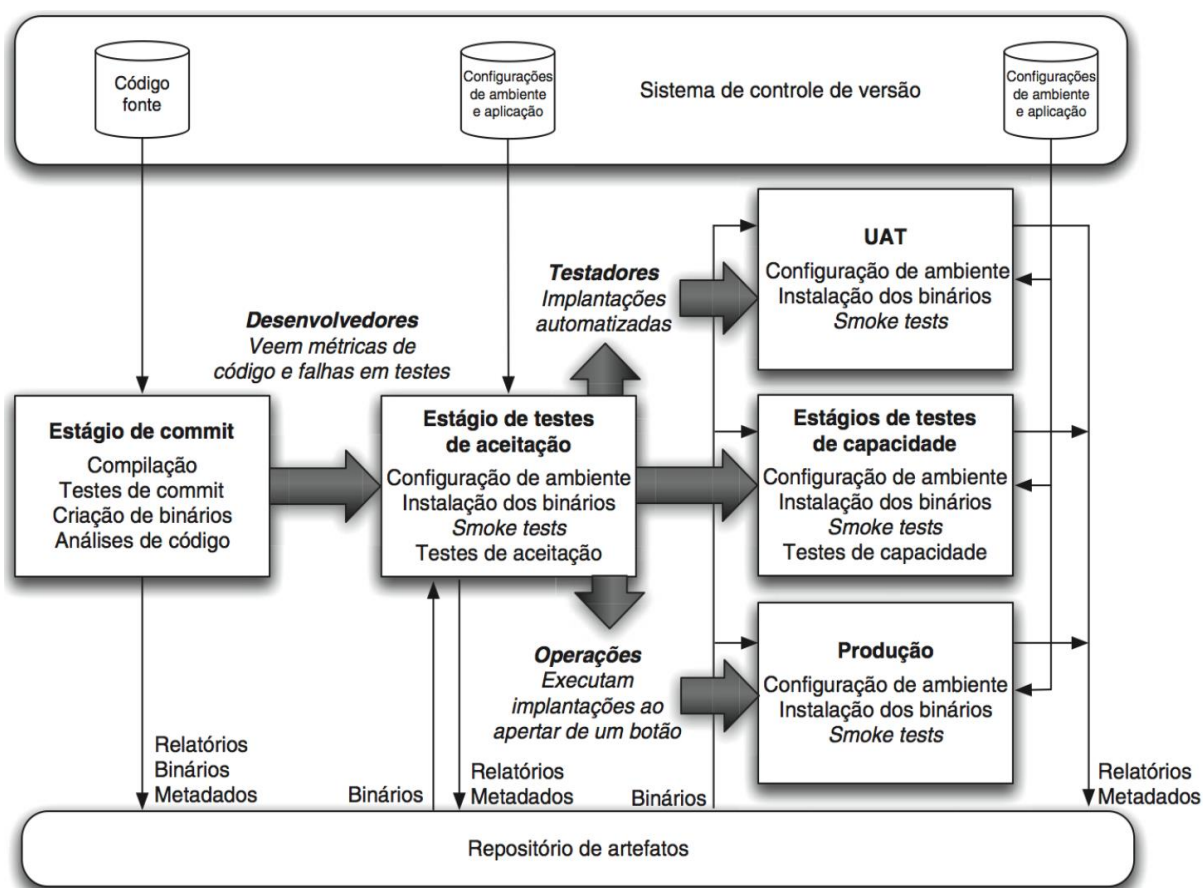 Código
fonte
Configurações
de ambiente
e aplicação
Sistema de controle de versão
Configurações
de ambiente
e aplicação
UAT
Configuração de ambiente
Instalação dos binários
Smoke tests
Testadores
Implantações
automatizadas
Desenvolvedores
Veem métricas de
código e falhas em testes
Estágio de commit
Compilação
Testes de commit
Criação de binários
Análises de código
Estágio de testes
de aceitação
Configuração de ambiente
Instalação dos binários
Smoke tests
Testes de aceitação
Estágios de testes
de capacidade
Configuração de ambiente
Instalação dos binários
Smoke tests
Testes de capacidade
Operações
Executam
implantações ao
apertar de um botão
Produção
Configuração de ambiente
Instalação dos binários
Smoke tests
Relatórios
Binários
Metadados
Binários
Relatórios
Metadados
Binários
Relatórios
Metadados
Repositório de artefatos